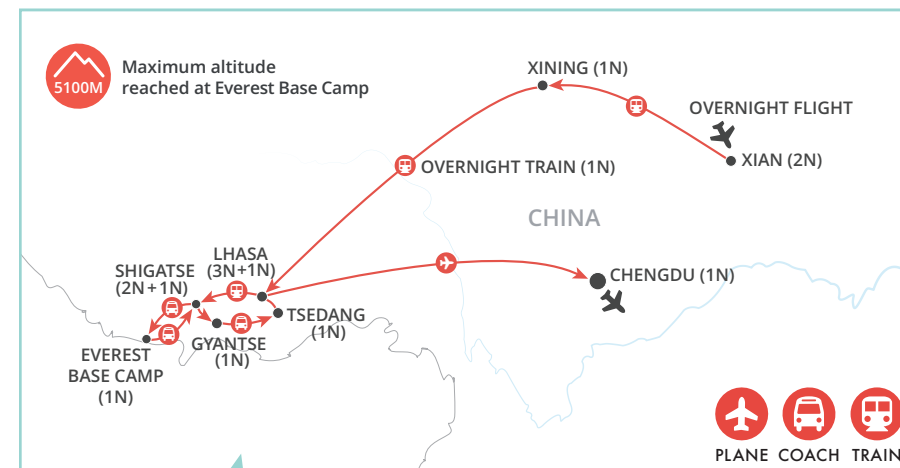 5100M
Maximum altitude
reached at Everest Base Camp
XINING (1N)
OVERNIGHT FLIGHT
XIAN (2N)
OVERNIGHT TRAIN (1N)
CHINA
LHASA
(3N+1N)
SHIGATSE
(2N+1N)
CHENGDU (1N)
TSEDANG
(1N)
GYANTSE
(1N)
EVEREST
BASE CAMP
(1N)
PLANE COACH TRAIN